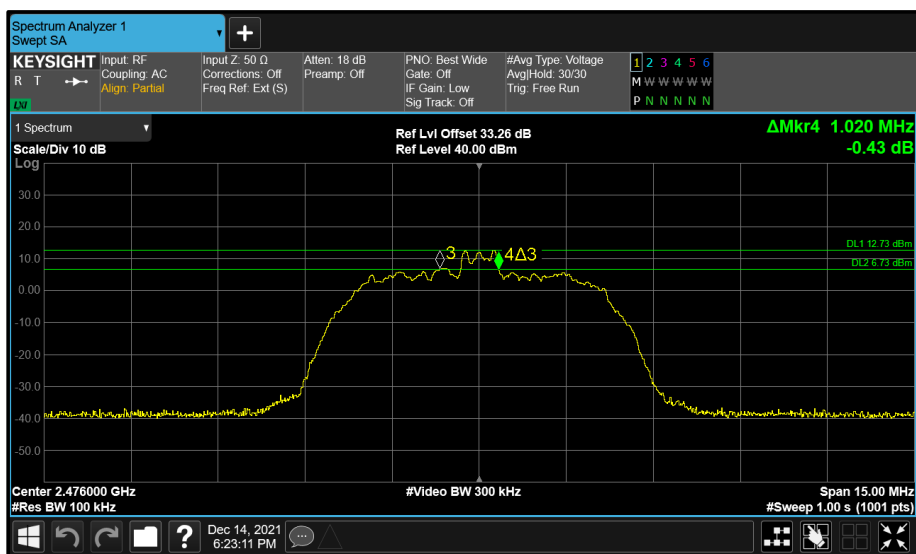 Spectrum Analyzer 1
Swept SA
KEYSIGHT
R T
LXI
Input: RF
Coupling: AC
Align: Partial
Input Z: 50 Ω
Corrections: Off
Freq Ref: Ext (S)
Atten: 18 dB
Preamp: Off
PNO: Best Wide
Gate: Off
IF Gain: Low
Sig Track: Off
#Avg Type: Voltage
Avg|Hold: 30/30
Trig: Free Run
1 2 3 4 5 6
M W W W W W
P N N N N N
1 Spectrum
Scale/Div 10 dB
Ref Lvl Offset 33.26 dB
Ref Level 40.00 dBm
ΔMkr4 1.020 MHz
-0.43 dB
Log
30.0
20.0
10.0
0.00
-10.0
-20.0
-30.0
-40.0
-50.0
3
4Δ3
DL1 12.73 dBm
DL2 6.73 dBm
Center 2.476000 GHz
#Video BW 300 kHz
Span 15.00 MHz
#Res BW 100 kHz
#Sweep 1.00 s (1001 pts)
?
Dec 14, 2021
6:23:11 PM